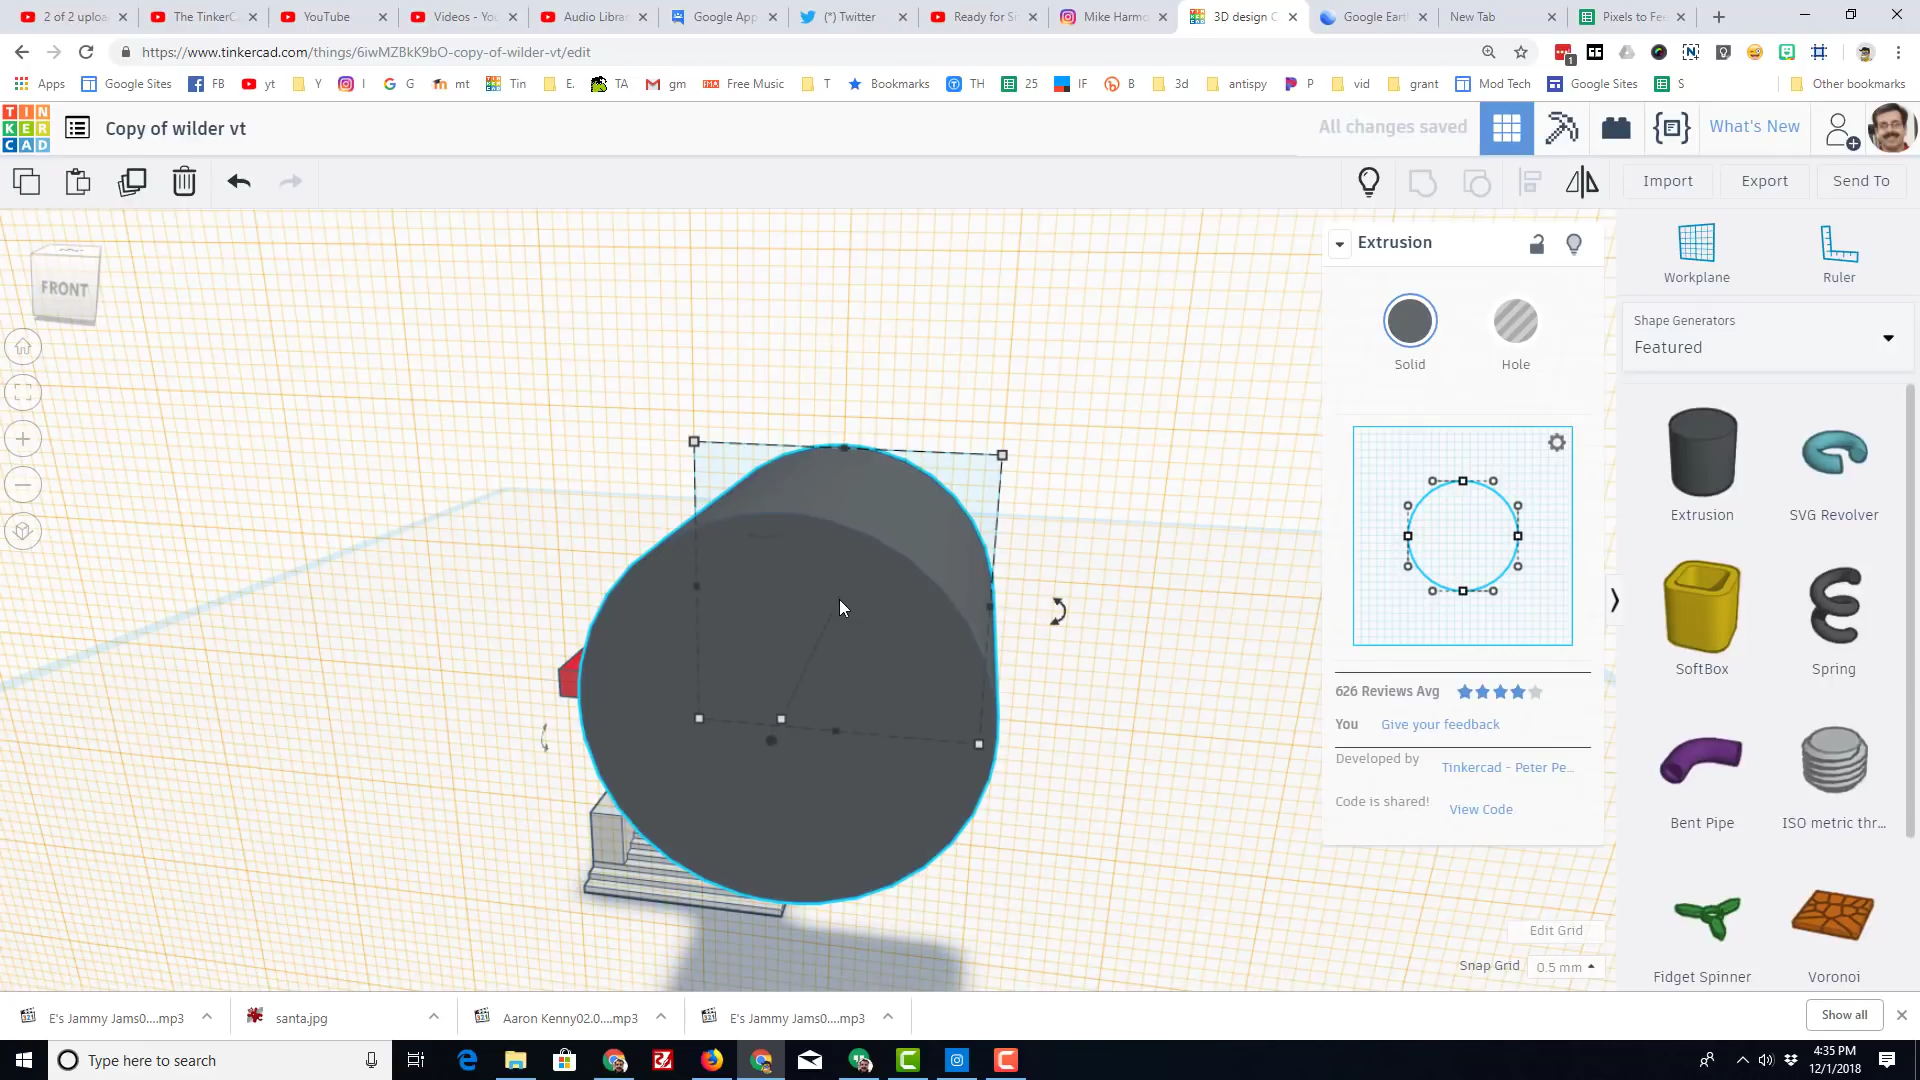 2 of 2 uploa
The TinkerC
YouTube
Videos - You
Audio Libra
Google App
(*) Twitter
Ready for Si
Mike Harmo
3D design C
Google Eart
New Tab
Pixels to Fee
https://www.tinkercad.com/things/6iwMZBkK9bO-copy-of-wilder-vt/edit
1
Apps
Google Sites
FB
yt
Y
I
G
mt
Tin
E.
TA
gm
Free Music
T
Bookmarks
TH
25
IF
B
3d
antispy
P
vid
grant
Mod Tech
Google Sites
S
Other bookmarks
TIN
KER
CAD
Copy of wilder vt
All changes saved
What's New
Import
Export
Send To
FRONT
Extrusion
Solid
Hole
626 Reviews Avg
You
Give your feedback
Developed by
Tinkercad - Peter Pe...
Code is shared!
View Code
Edit Grid
Snap Grid
0.5 mm
Workplane
Ruler
Shape Generators
Featured
Extrusion
SVG Revolver
SoftBox
Spring
Bent Pipe
ISO metric thr...
Fidget Spinner
Voronoi
E's Jammy Jams0....mp3
santa.jpg
Aaron Kenny02.0....mp3
E's Jammy Jams0....mp3
Show all
Type here to search
4:35 PM
12/1/2018